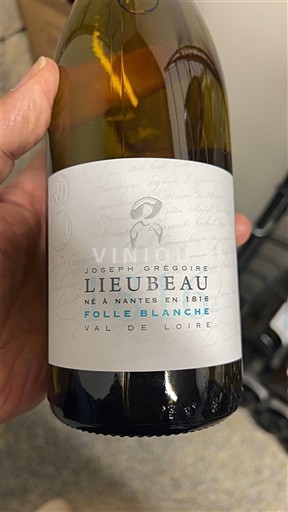 VINIOU
JOSEPH GRÉGOIRE
LIEUBEAU
NÉ À NANTES EN 1816
FOLLE BLANCHE
VAL DE LOIRE